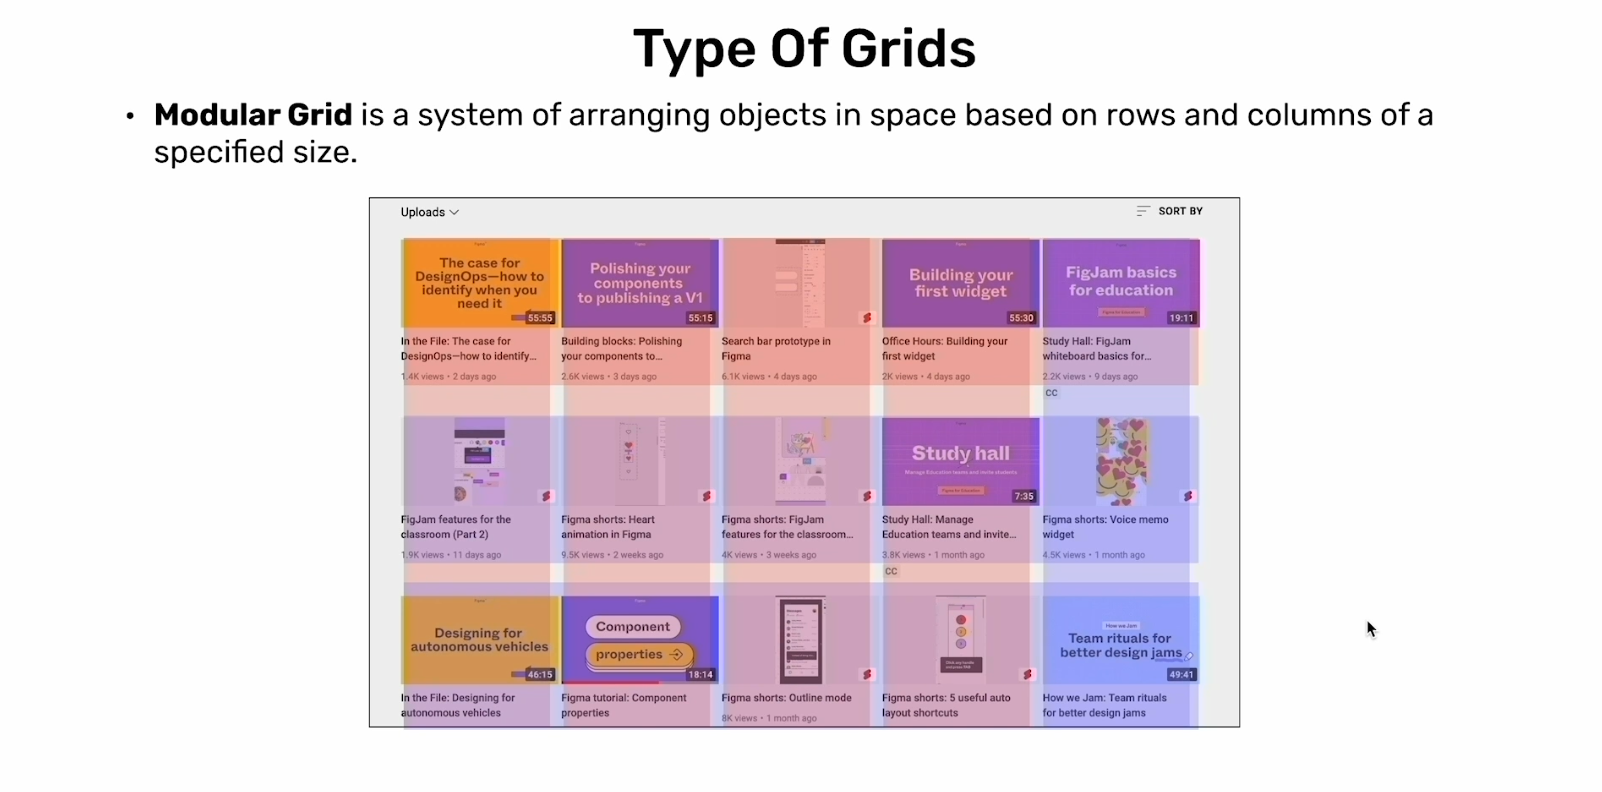 Type Of Grids
• Modular Grid is a system of arranging objects in space based on rows and columns of a
specified size.
Uploads
SORT BY
The case for
DesignOps—how to
identify when you
need it
55:55
Polishing your
components
to publishing a V1
55:15
Building your
first widget
55:30
FigJam basics
for education
19:11
In the File: The case for
DesignOps—how to identify...
1.4K views • 2 days ago
Building blocks: Polishing
your components to...
2.6K views • 3 days ago
Search bar prototype in
Figma
6.1K views • 4 days ago
Office Hours: Building your
first widget
2K views • 4 days ago
Study Hall: FigJam
whiteboard basics for...
2.2K views • 9 days ago
CC
Study hall
Manage Education teams and invite students
Figma for Education
7:35
FigJam features for the
classroom (Part 2)
1.9K views • 11 days ago
Figma shorts: Heart
animation in Figma
9.5K views • 2 weeks ago
Figma shorts: FigJam
features for the classroom...
4K views • 3 weeks ago
Study Hall: Manage
Education teams and invite...
3.8K views • 1 month ago
CC
Figma shorts: Voice memo
widget
4.5K views • 1 month ago
Designing for
autonomous vehicles
46:15
Component
properties
18:14
How we Jam
Team rituals for
better design jams
49:41
In the File: Designing for
autonomous vehicles
Figma tutorial: Component
properties
Figma shorts: Outline mode
8K views • 1 month ago
Figma shorts: 5 useful auto
layout shortcuts
How we Jam: Team rituals
for better design jams